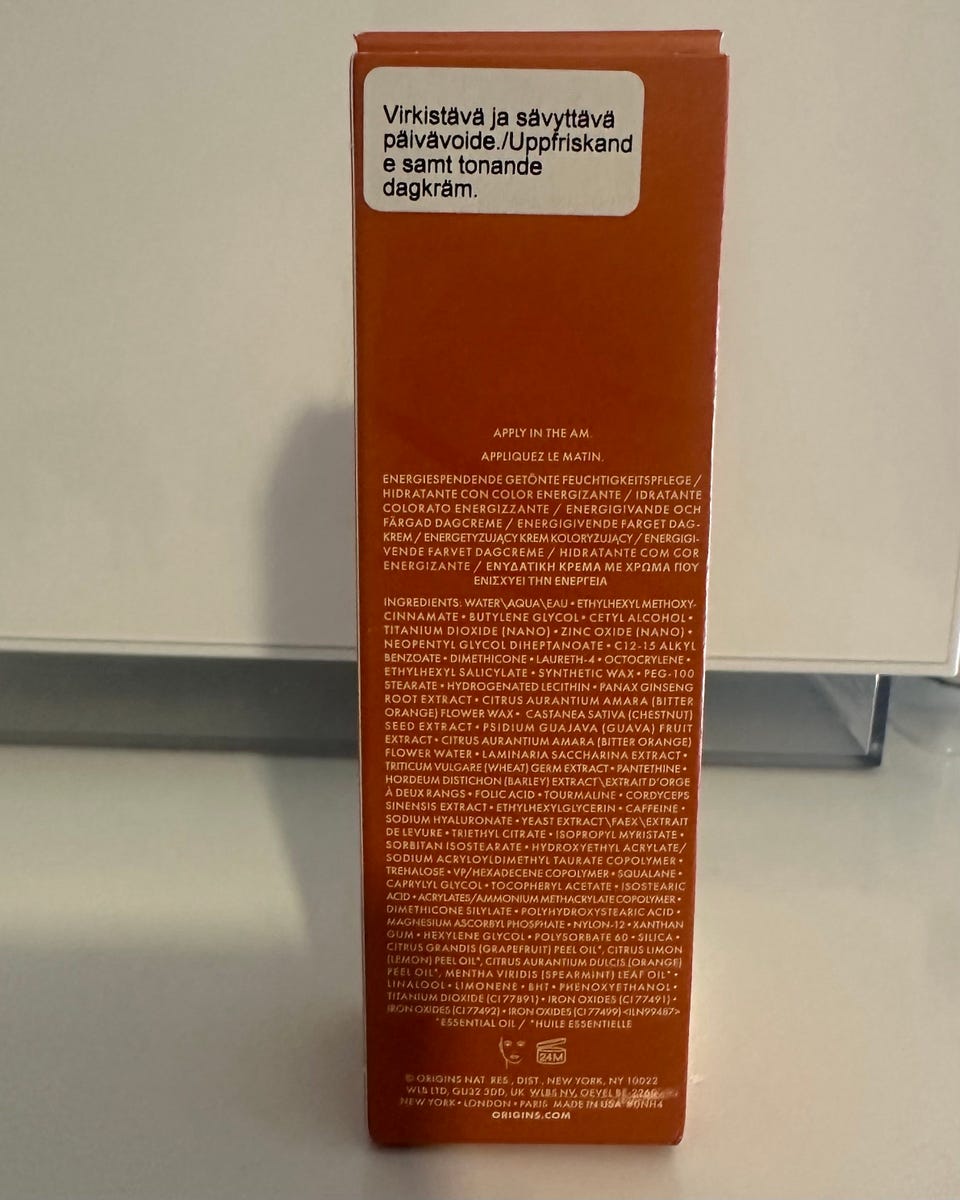 Virkistävä ja sävyttävä
päivävoide./Uppfriskand
e samt tonande
dagkräm.
APPLY IN THE AM.
APPLIQUEZ LE MATIN.
ENERGIESPENDENDE GETÖNTE FEUCHTIGKEITSPFLEGE /
HIDRATANTE CON COLOR ENERGIZANTE / IDRATANTE
COLORATO ENERGIZZANTE / ENERGIGIVANDE OCH
FÄRGAD DAGCREME / ENERGIGIVENDE FARGET DAG-
KREM / ENERGETYZUJĄCY KREM KOLORYZUJĄCY / ENERGIGI-
VENDE FARVET DAGCREME / HIDRATANTE COM COR
ENERGIZANTE / ΕΝΥΔΑΤΙΚΗ ΚΡΕΜΑ ΜΕ ΧΡΩΜΑ ΠΟΥ
ΕΝΙΣΧΥΕΙ ΤΗΝ ΕΝΕΡΓΕΙΑ
INGREDIENTS: WATER\AQUA\EAU • ETHYLHEXYL METHOXY-
CINNAMATE • BUTYLENE GLYCOL • CETYL ALCOHOL •
TITANIUM DIOXIDE (NANO) • ZINC OXIDE (NANO) •
NEOPENTYL GLYCOL DIHEPTANOATE • C12-15 ALKYL
BENZOATE • DIMETHICONE • LAURETH-4 • OCTOCRYLENE •
ETHYLHEXYL SALICYLATE • SYNTHETIC WAX • PEG-100
STEARATE • HYDROGENATED LECITHIN • PANAX GINSENG
ROOT EXTRACT • CITRUS AURANTIUM AMARA (BITTER
ORANGE) FLOWER WAX • CASTANEA SATIVA (CHESTNUT)
SEED EXTRACT • PSIDIUM GUAJAVA (GUAVA) FRUIT
EXTRACT • CITRUS AURANTIUM AMARA (BITTER ORANGE)
FLOWER WATER • LAMINARIA SACCHARINA EXTRACT •
TRITICUM VULGARE (WHEAT) GERM EXTRACT • PANTETHINE •
HORDEUM DISTICHON (BARLEY) EXTRACT\EXTRAIT D'ORGE
À DEUX RANGS • FOLIC ACID • TOURMALINE • CORDYCEPS
SINENSIS EXTRACT • ETHYLHEXYLGLYCERIN • CAFFEINE •
SODIUM HYALURONATE • YEAST EXTRACT\FAEX\EXTRAIT
DE LEVURE • TRIETHYL CITRATE • ISOPROPYL MYRISTATE •
SORBITAN ISOSTEARATE • HYDROXYETHYL ACRYLATE/
SODIUM ACRYLOYLDIMETHYL TAURATE COPOLYMER •
TREHALOSE • VP/HEXADECENE COPOLYMER • SQUALANE •
CAPRYLYL GLYCOL • TOCOPHERYL ACETATE • ISOSTEARIC
ACID • ACRYLATES/AMMONIUM METHACRYLATE COPOLYMER •
DIMETHICONE SILYLATE • POLYHYDROXYSTEARIC ACID •
MAGNESIUM ASCORBYL PHOSPHATE • NYLON-12 • XANTHAN
GUM • HEXYLENE GLYCOL • POLYSORBATE 60 • SILICA •
CITRUS GRANDIS (GRAPEFRUIT) PEEL OIL*, CITRUS LIMON
(LEMON) PEEL OIL*, CITRUS AURANTIUM DULCIS (ORANGE)
PEEL OIL*, MENTHA VIRIDIS (SPEARMINT) LEAF OIL* •
LINALOOL • LIMONENE • BHT • PHENOXYETHANOL •
TITANIUM DIOXIDE (CI 77891) • IRON OXIDES (CI 77491) •
IRON OXIDES (CI 77492) • IRON OXIDES (CI 77499) <ILN99487>
*ESSENTIAL OIL / *HUILE ESSENTIELLE
24M
© ORIGINS NAT. RES., DIST., NEW YORK, NY 10022
WLB LTD, GU32 3DD, UK WLBS NV, OEVEL BE
NEW YORK • LONDON • PARIS MADE IN USA
ORIGINS.COM